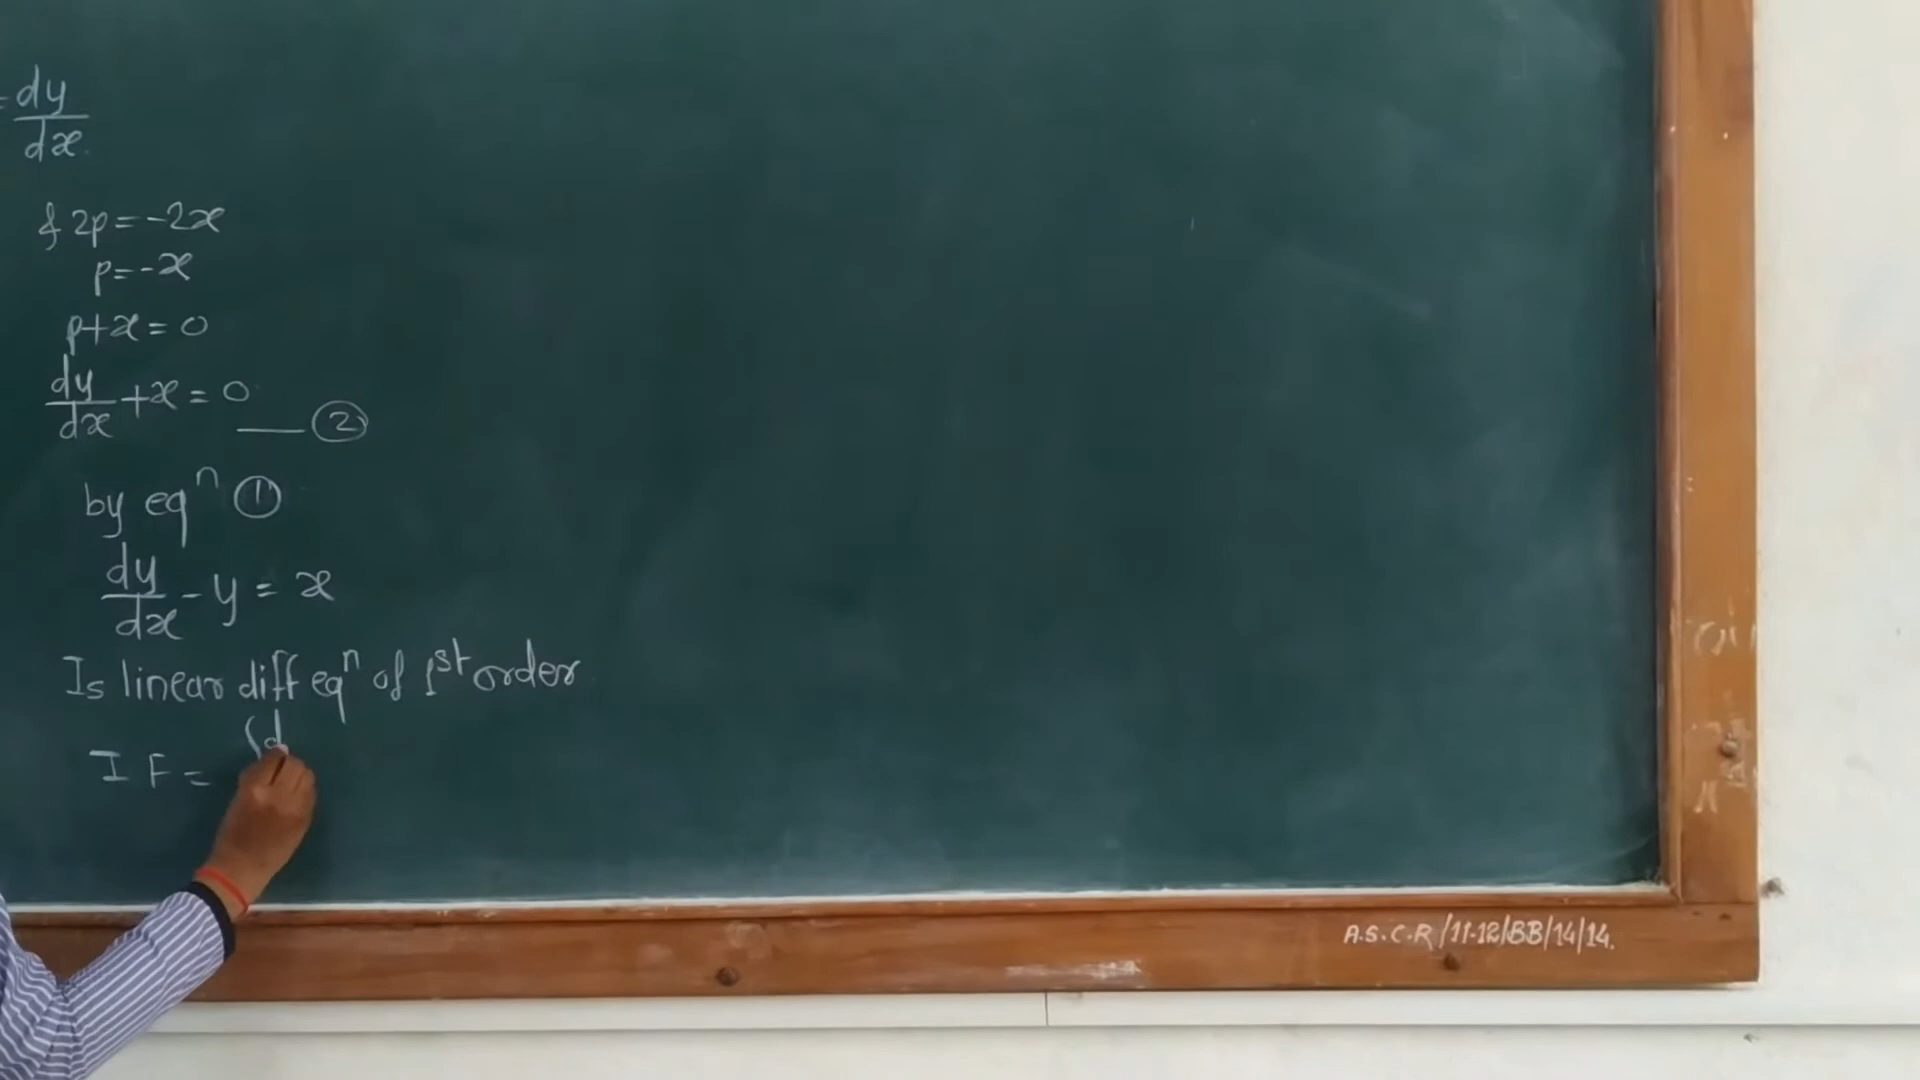 = dy/dx.
& 2p = -2x
p = -x
p + x = 0
dy/dx + x = 0 —— ②
by eqⁿ ①
dy/dx - y = x
Is linear diff eqⁿ of 1st order
I F = ∫d
A.S.C.R/11-12/BB/14/14.